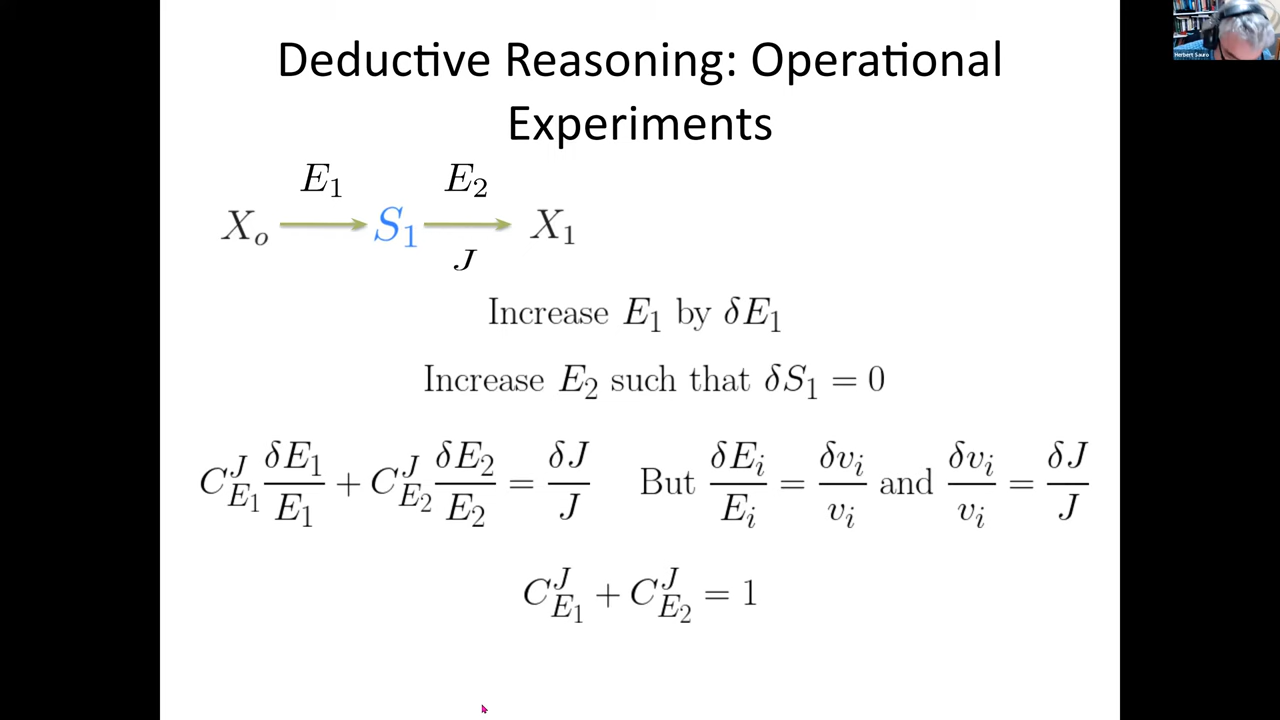 Deductive Reasoning: Operational
Experiments
Herbert Sauro
E₁ E₂
Xₒ S₁ X₁
J
Increase E₁ by δE₁
Increase E₂ such that δS₁ = 0
C^J_{E₁} δE₁/E₁ + C^J_{E₂} δE₂/E₂ = δJ/J But δEᵢ/Eᵢ = δvᵢ/vᵢ and δvᵢ/vᵢ = δJ/J
C^J_{E₁} + C^J_{E₂} = 1